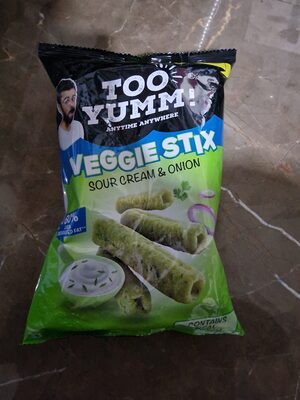 TOO
YUMM!
ANYTIME ANYWHERE
VEGGIE STIX
SOUR CREAM & ONION
CONTAINS